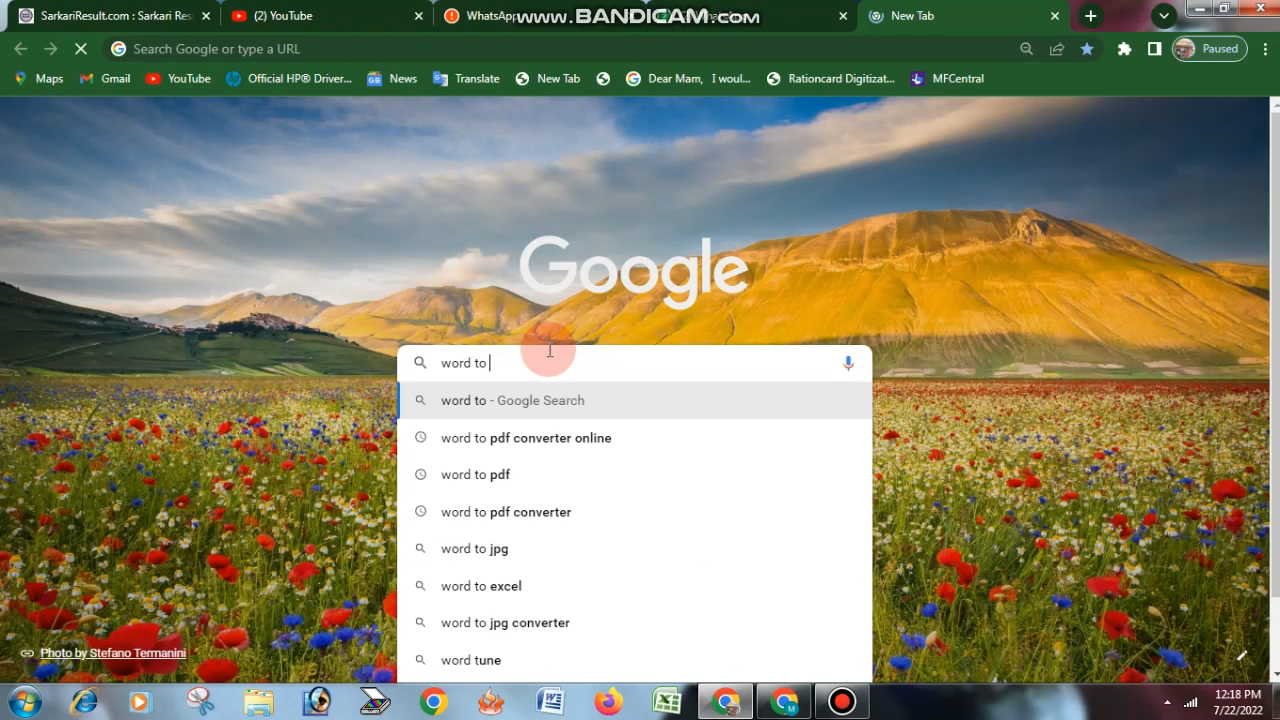 SarkariResult.com : Sarkari Res
(2) YouTube
WhatsApp
www.BANDICAM.com
New Tab
Search Google or type a URL
Paused
Maps
Gmail
YouTube
Official HP® Driver...
News
Translate
New Tab
Dear Mam, I woul...
Rationcard Digitizat...
MFCentral
Google
word to
word to - Google Search
word to pdf converter online
word to pdf
word to pdf converter
word to jpg
word to excel
word to jpg converter
word tune
Photo by Stefano Termanini
12:18 PM
7/22/2022